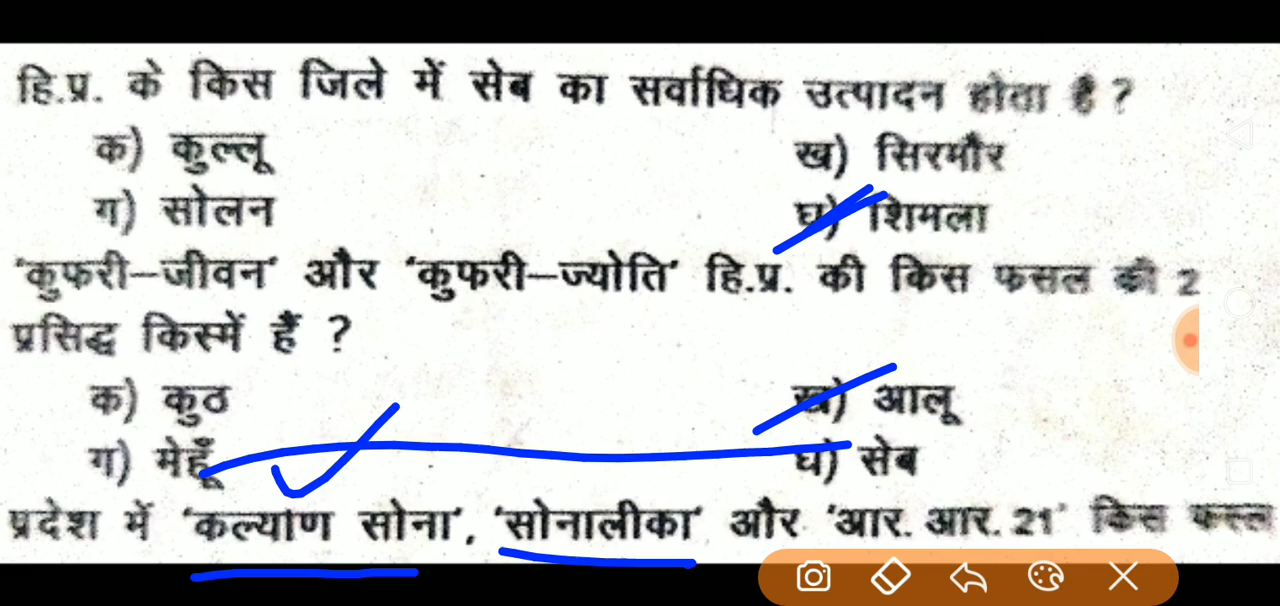 हि.प्र. के किस जिले में सेब का सर्वाधिक उत्पादन होता है ?
क) कुल्लू ख) सिरमौर
ग) सोलन घ) शिमला
'कुफरी–जीवन' और 'कुफरी–ज्योति' हि.प्र. की किस फसल की 2
प्रसिद्ध किस्में हैं ?
क) कुठ ख) आलू
ग) मेहूँ घ) सेब
प्रदेश में 'कल्याण सोना', 'सोनालीका' और 'आर. आर. 21' किस फसल